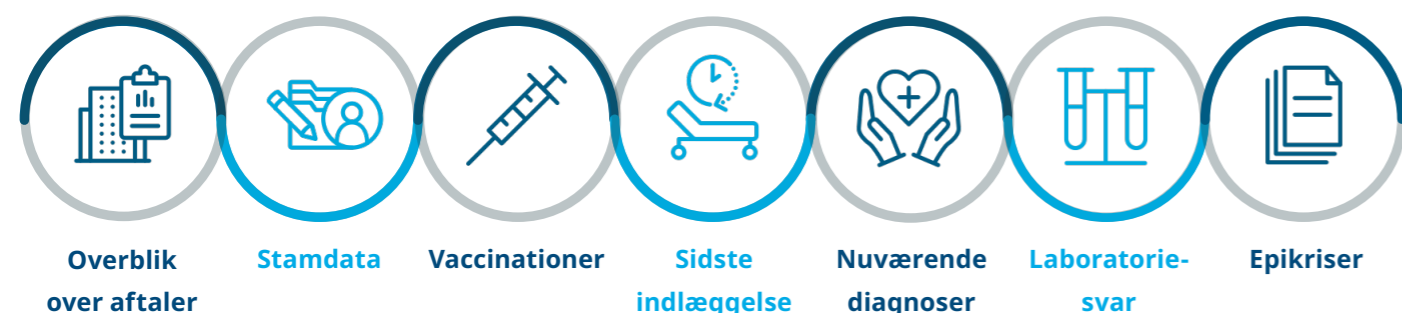 Overblik
over aftaler
Stamdata
Vaccinationer
Sidste
indlæggelse
Nuværende
diagnoser
Laboratorie-
svar
Epikriser